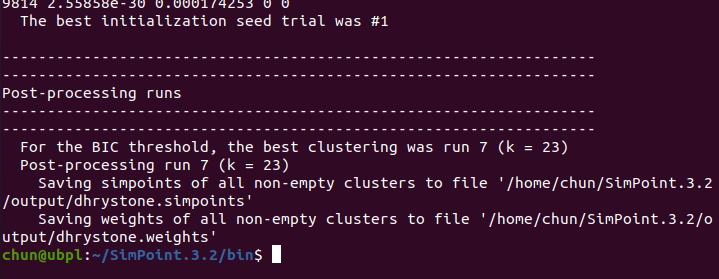 9814 2.55858e-30 0.000174253 0 0
  The best initialization seed trial was #1

----------------------------------------------------------------
----------------------------------------------------------------
Post-processing runs
----------------------------------------------------------------
----------------------------------------------------------------
  For the BIC threshold, the best clustering was run 7 (k = 23)
  Post-processing run 7 (k = 23)
    Saving simpoints of all non-empty clusters to file '/home/chun/SimPoint.3.2
/output/dhrystone.simpoints'
    Saving weights of all non-empty clusters to file '/home/chun/SimPoint.3.2/o
utput/dhrystone.weights'
chun@ubpl:~/SimPoint.3.2/bin$